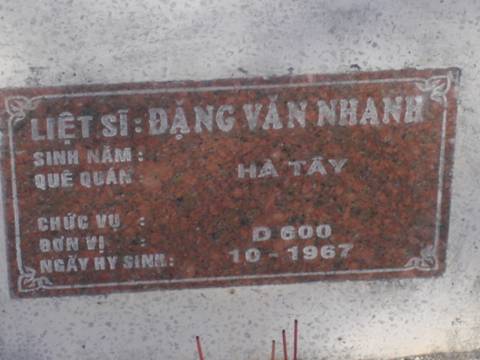 LIỆT SĨ: ĐẶNG VĂN NHANH
SINH NĂM :
QUÊ QUÁN : HÀ TÂY
CHỨC VỤ :
ĐƠN VỊ : D 600
NGÀY HY SINH: 10 - 1967